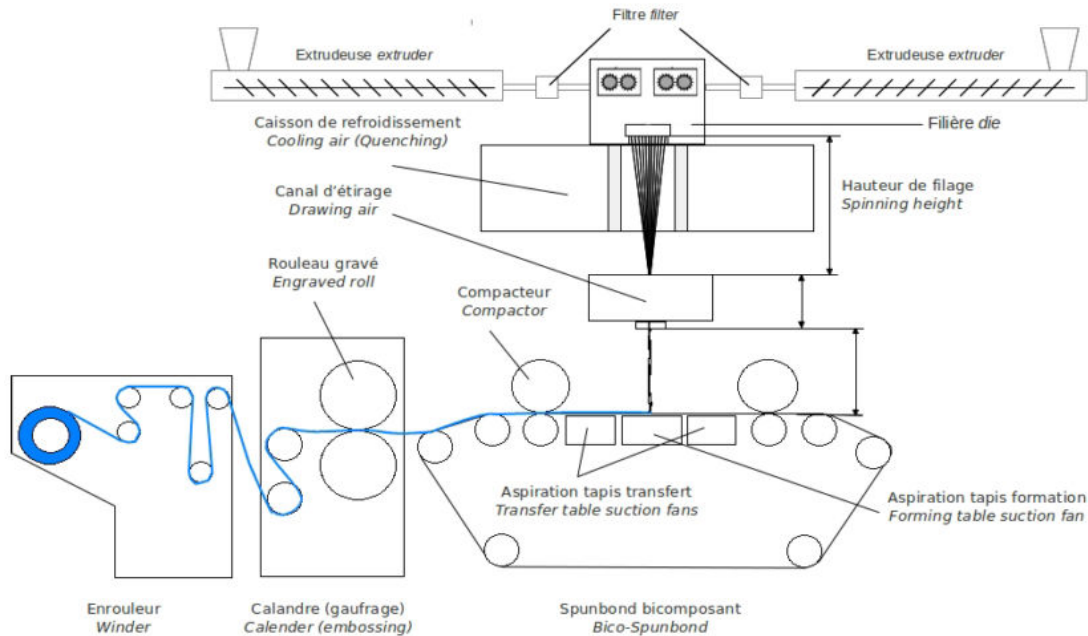 Filtre filter
Extrudeuse extruder
Extrudeuse extruder
Caisson de refroidissement
Cooling air (Quenching)
Filière die
Canal d'étirage
Drawing air
Hauteur de filage
Spinning height
Rouleau gravé
Engraved roll
Compacteur
Compactor
Aspiration tapis transfert
Transfer table suction fans
Aspiration tapis formation
Forming table suction fan
Enrouleur
Winder
Calandre (gaufrage)
Calender (embossing)
Spunbond bicomposant
Bico-Spunbond